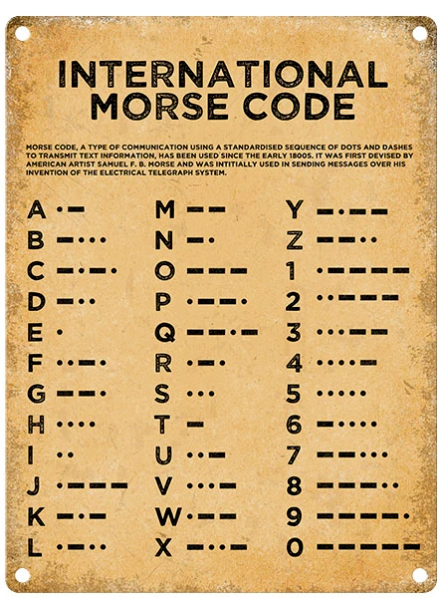 INTERNATIONAL
MORSE CODE
MORSE CODE, A TYPE OF COMMUNICATION USING A STANDARDISED SEQUENCE OF DOTS AND DASHES
TO TRANSMIT TEXT INFORMATION, HAS BEEN USED SINCE THE EARLY 1800S. IT WAS FIRST DEVISED BY
AMERICAN ARTIST SAMUEL F. B. MORSE AND WAS INTITIALLY USED IN SENDING MESSAGES OVER HIS
INVENTION OF THE ELECTRICAL TELEGRAPH SYSTEM.
A ·–
B –···
C –·–·
D –··
E ·
F ··–·
G ––·
H ····
I ··
J ·–––
K –·–
L ·–··
M ––
N –·
O –––
P ·––·
Q ––·–
R ·–·
S ···
T –
U ··–
V ···–
W ·––
X –··–
Y –·––
Z ––··
1 ·––––
2 ··–––
3 ···––
4 ····–
5 ·····
6 –····
7 ––···
8 –––··
9 ––––·
0 –––––